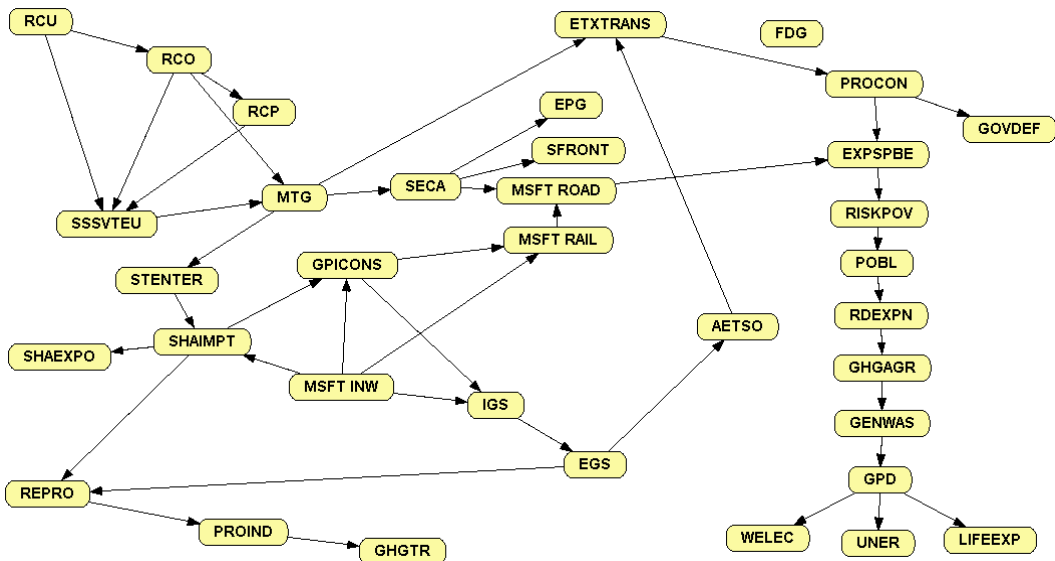 RCU
ETXTRANS
FDG
RCO
PROCON
RCP
EPG
GOVDEF
SFRONT
EXPSPBE
SECA
MSFT ROAD
MTG
SSSVTEU
RISKPOV
MSFT RAIL
GPICONS
POBL
STENTER
RDEXPN
AETSO
SHAIMPT
SHAEXPO
GHGAGR
MSFT INW
IGS
GENWAS
EGS
GPD
REPRO
PROIND
WELEC
UNER
LIFEEXP
GHGTR